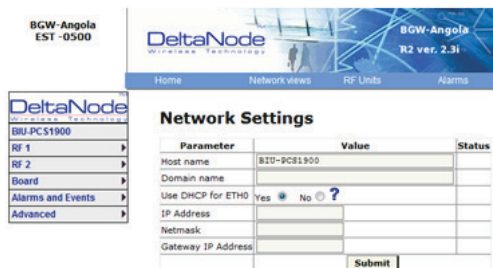 BGW-Angola
EST -0500
DeltaNode
Wireless Technology
BGW-Angola
R2 ver. 2.3i
Home Network views RF Units Alarms
DeltaNode
Wireless Technology
BIU-PCS1900
RF 1
RF 2
Board
Alarms and Events
Advanced
Network Settings
Parameter Value Status
Host name BIU-PCS1900
Domain name
Use DHCP for ETH0 Yes No ?
IP Address
Netmask
Gateway IP Address
Submit